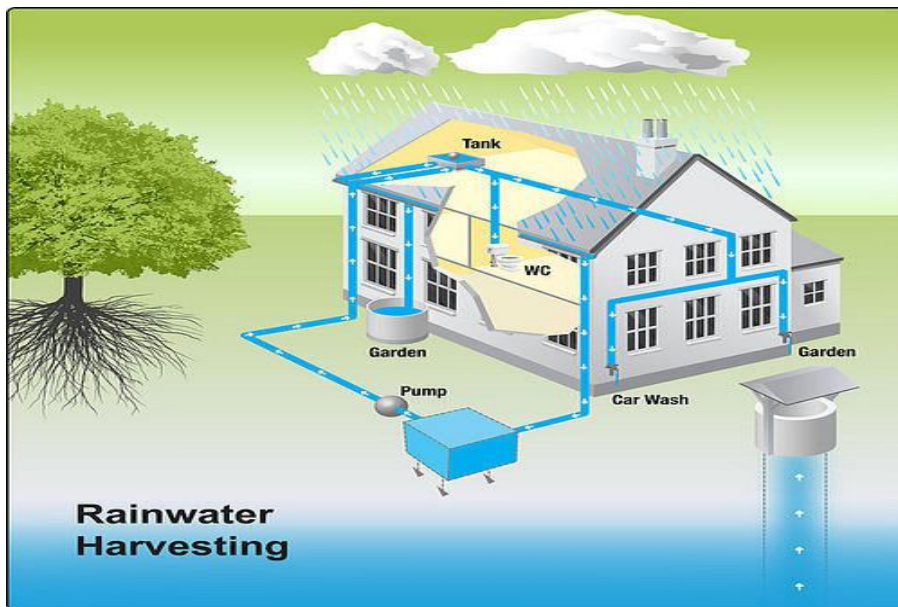 Tank
WC
Garden
Garden
Pump
Car Wash
Rainwater
Harvesting